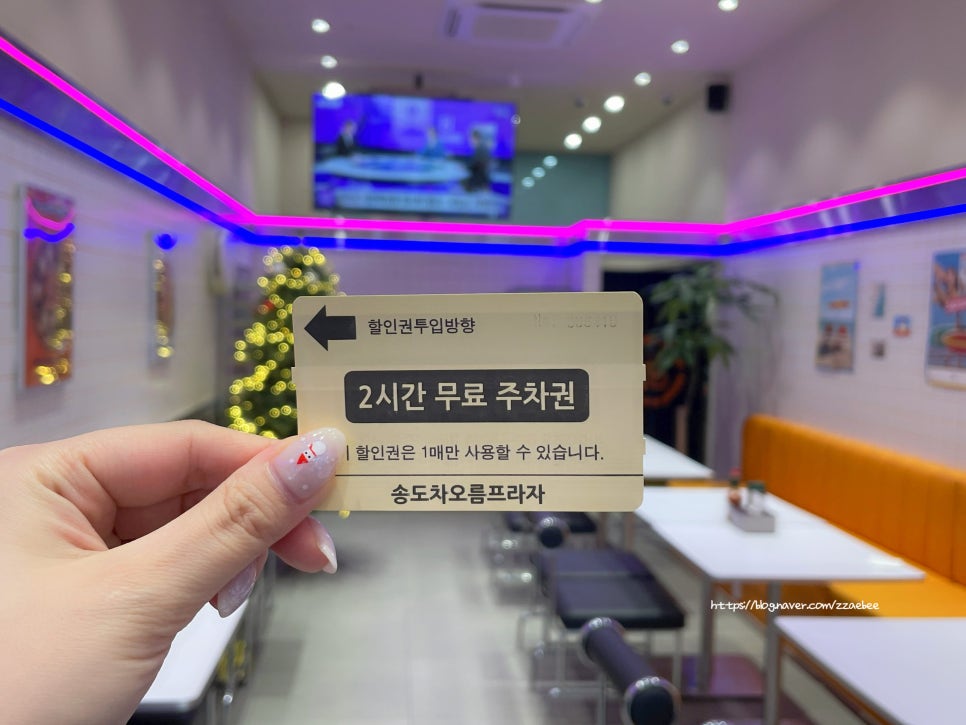 할인권투입방향
2시간 무료 주차권
할인권은 1매만 사용할 수 있습니다.
송도차오름프라자
https://blog.naver.com/zzaebee